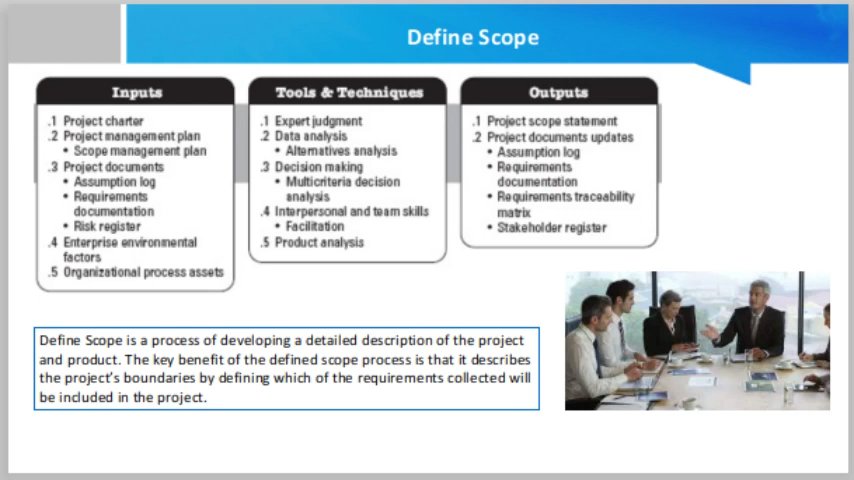 Define Scope
Inputs
.1 Project charter
.2 Project management plan
• Scope management plan
.3 Project documents
• Assumption log
• Requirements
documentation
• Risk register
.4 Enterprise environmental
factors
.5 Organizational process assets
Tools & Techniques
.1 Expert judgment
.2 Data analysis
• Alternatives analysis
.3 Decision making
• Multicriteria decision
analysis
.4 Interpersonal and team skills
• Facilitation
.5 Product analysis
Outputs
.1 Project scope statement
.2 Project documents updates
• Assumption log
• Requirements
documentation
• Requirements traceability
matrix
• Stakeholder register
Define Scope is a process of developing a detailed description of the project
and product. The key benefit of the defined scope process is that it describes
the project’s boundaries by defining which of the requirements collected will
be included in the project.